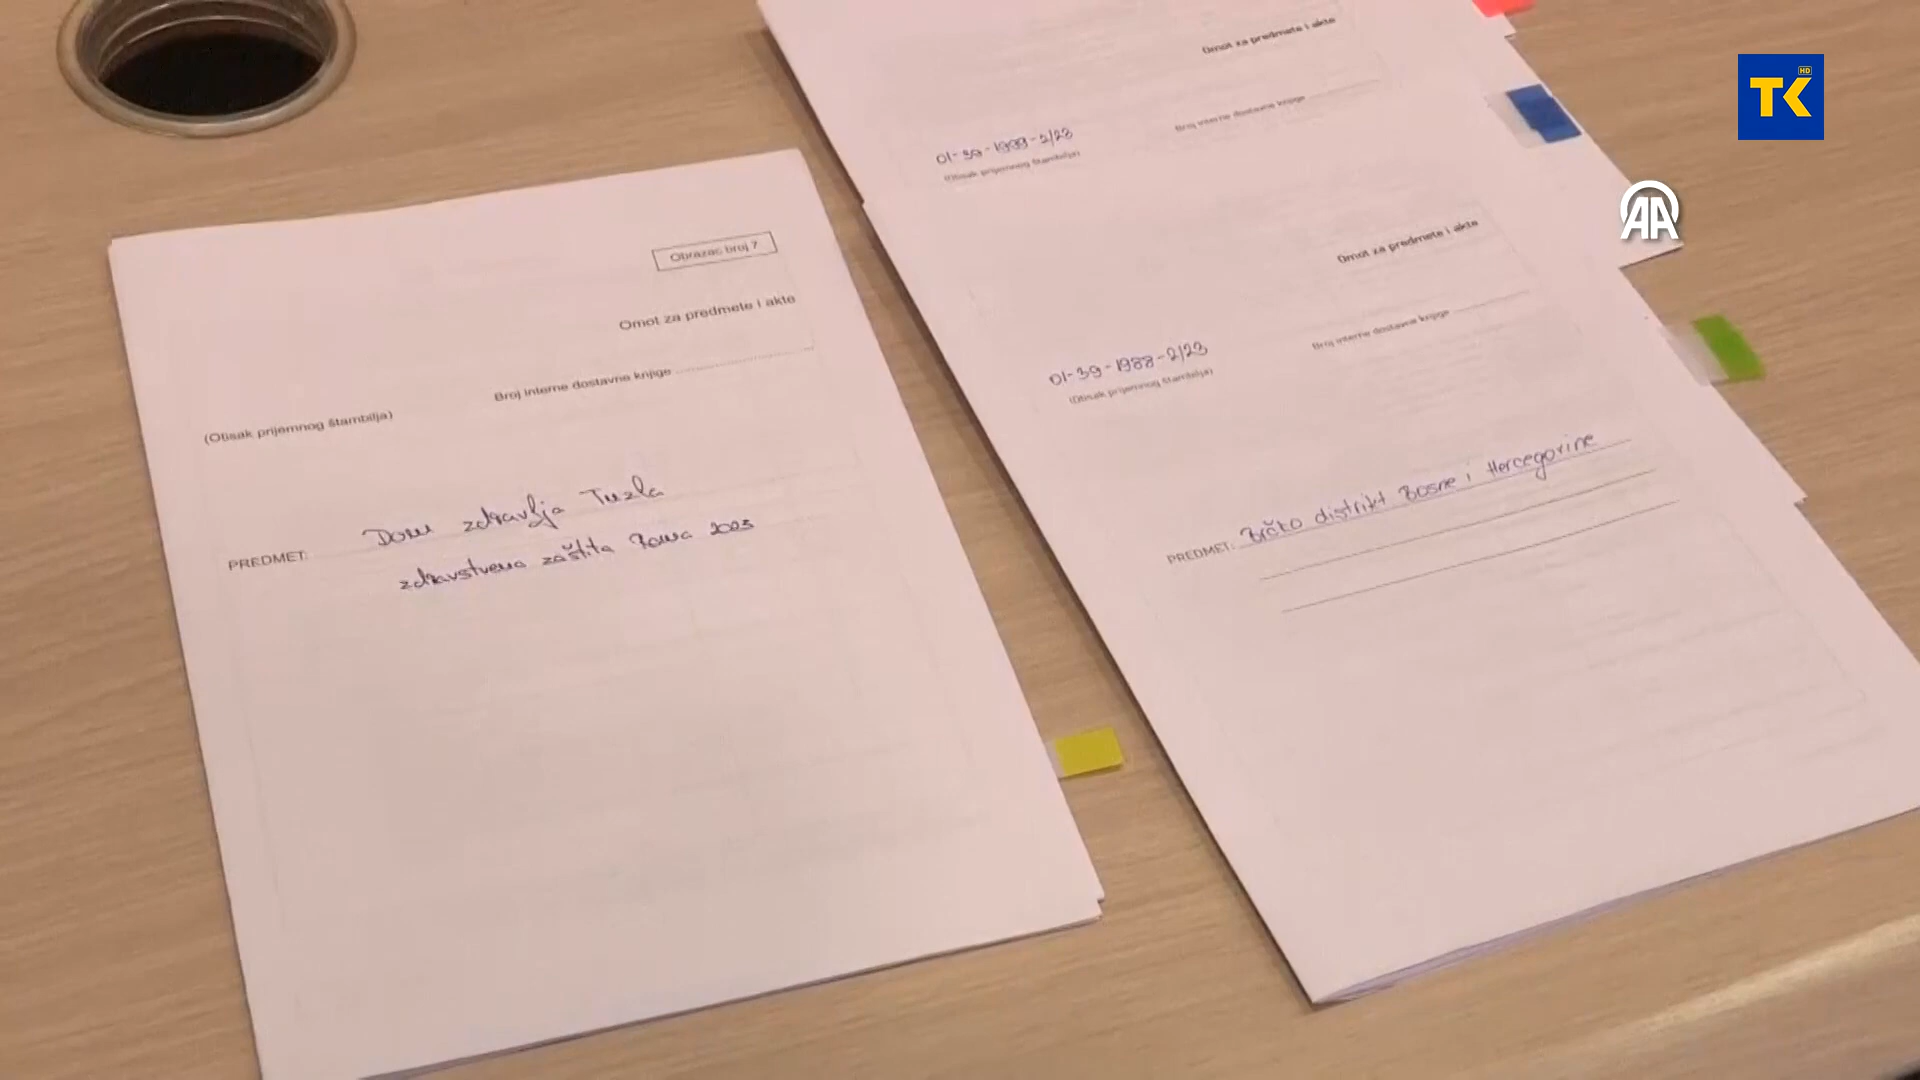 Obrazac broj 7
Omot za predmete i akte
Broj interne dostavne knjige
(Otisak prijemnog štambilja)
PREDMET:
Dom zdravlja Tuzla
zdravstvena zaštita Roma 2023
Omot za predmete i akte
Broj interne dostavne knjige
01-39-1999-2/23
(Otisak prijemnog štambilja)
Omot za predmete i akte
Broj interne dostavne knjige
01-39-1988-2/23
(Otisak prijemnog štambilja)
PREDMET: Brčko distrikt Bosne i Hercegovine
TK HD
AA